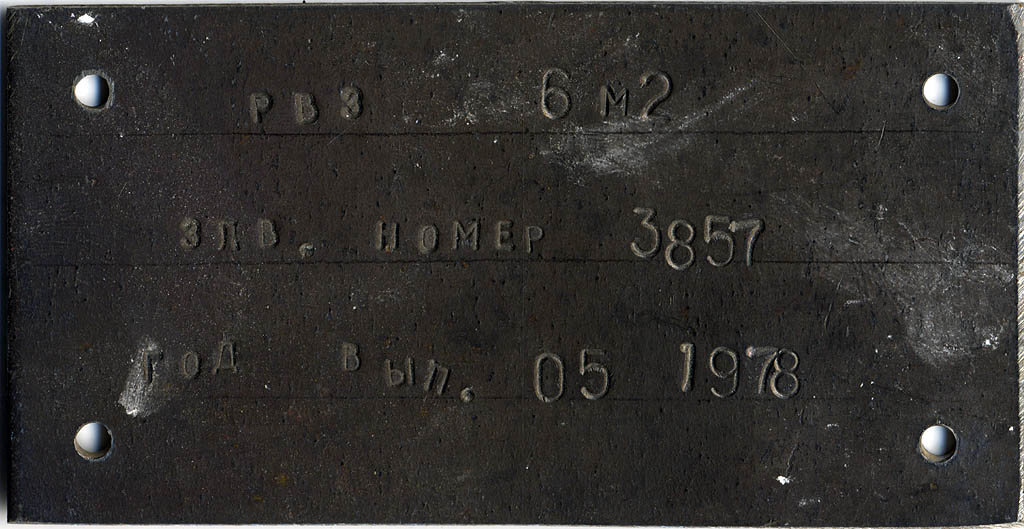 РВЗ 6М2
ЗАВ. НОМЕР 3857
ГОД ВЫП. 05 1978